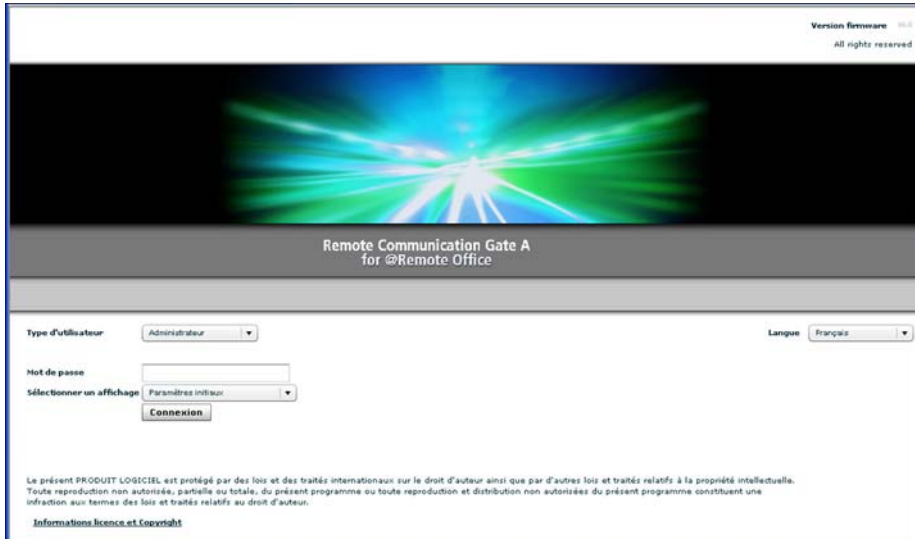 Version firmware
All rights reserved
Remote Communication Gate A
for @Remote Office
Type d'utilisateur Administrateur Langue Français
Mot de passe
Sélectionner un affichage Paramètres initiaux
Connexion
Le présent PRODUIT LOGICIEL est protégé par des lois et des traités internationaux sur le droit d'auteur ainsi que par d'autres lois et traités relatifs à la propriété intellectuelle.
Toute reproduction non autorisée, partielle ou totale, du présent programme ou toute reproduction et distribution non autorisées du présent programme constituent une
infraction aux termes des lois et traités relatifs au droit d'auteur.
Informations licence et Copyright